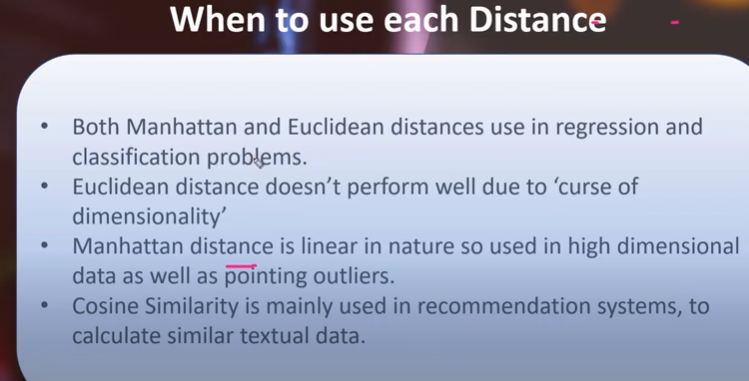 When to use each Distance
• Both Manhattan and Euclidean distances use in regression and
classification problems.
• Euclidean distance doesn't perform well due to ‘curse of
dimensionality’
• Manhattan distance is linear in nature so used in high dimensional
data as well as pointing outliers.
• Cosine Similarity is mainly used in recommendation systems, to
calculate similar textual data.